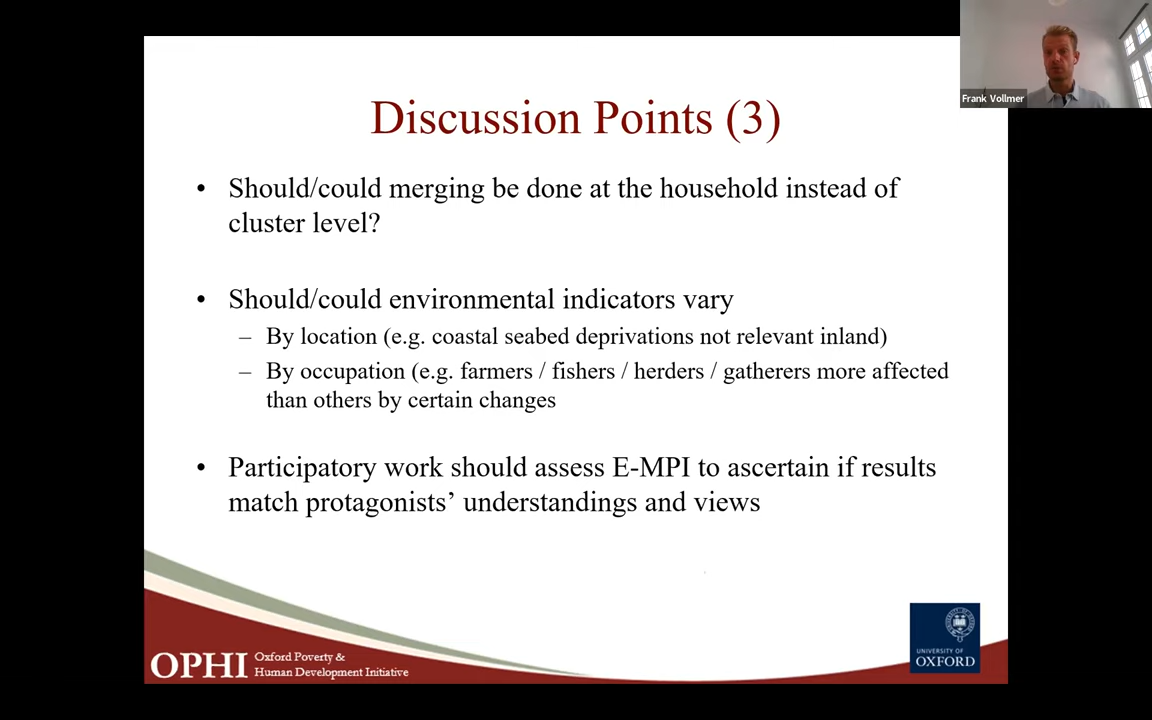 Frank Vollmer
Discussion Points (3)
• Should/could merging be done at the household instead of
cluster level?
• Should/could environmental indicators vary
– By location (e.g. coastal seabed deprivations not relevant inland)
– By occupation (e.g. farmers / fishers / herders / gatherers more affected
than others by certain changes
• Participatory work should assess E-MPI to ascertain if results
match protagonists’ understandings and views
OPHI
Oxford Poverty &
Human Development Initiative
UNIVERSITY OF
OXFORD